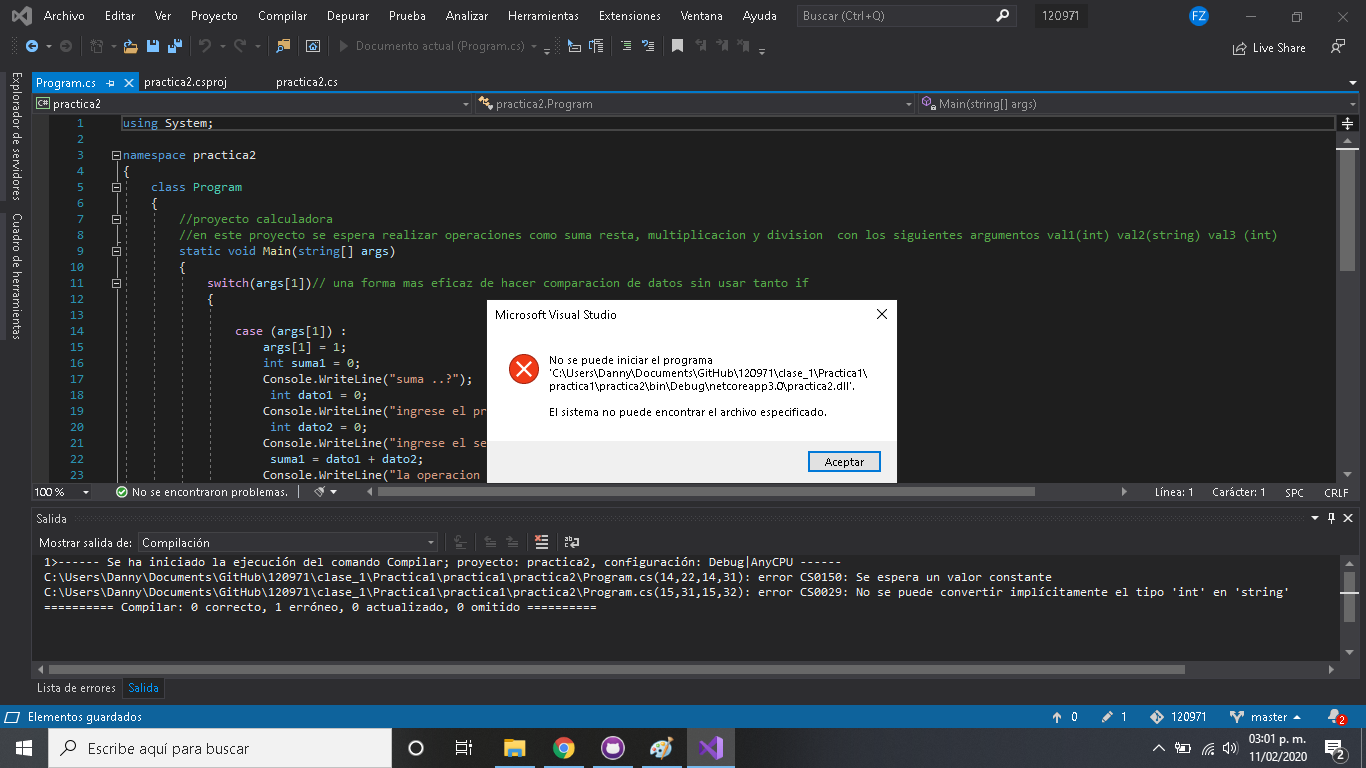 Archivo Editar Ver Proyecto Compilar Depurar Prueba Analizar Herramientas Extensiones Ventana Ayuda Buscar (Ctrl+Q) 120971 FZ
Documento actual (Program.cs) Live Share
Explorador de servidores
Cuadro de herramientas
Program.cs practica2.csproj practica2.cs
C# practica2 practica2.Program Main(string[] args)
1 using System;
2
3 namespace practica2
4 {
5 class Program
6 {
7 //proyecto calculadora
8 //en este proyecto se espera realizar operaciones como suma resta, multiplicacion y division con los siguientes argumentos val1(int) val2(string) val3 (int)
9 static void Main(string[] args)
10 {
11 switch(args[1])// una forma mas eficaz de hacer comparacion de datos sin usar tanto if
12 {
13
14 case (args[1]) :
15 args[1] = 1;
16 int suma1 = 0;
17 Console.WriteLine("suma ..?");
18 int dato1 = 0;
19 Console.WriteLine("ingrese el pr
20 int dato2 = 0;
21 Console.WriteLine("ingrese el se
22 suma1 = dato1 + dato2;
23 Console.WriteLine("la operacion
Microsoft Visual Studio
No se puede iniciar el programa
'C:\Users\Danny\Documents\GitHub\120971\clase_1\Practica1\
practica1\practica2\bin\Debug\netcoreapp3.0\practica2.dll'.
El sistema no puede encontrar el archivo especificado.
Aceptar
100 % No se encontraron problemas. Línea: 1 Carácter: 1 SPC CRLF
Salida
Mostrar salida de: Compilación
1>------ Se ha iniciado la ejecución del comando Compilar; proyecto: practica2, configuración: Debug|AnyCPU ------
C:\Users\Danny\Documents\GitHub\120971\clase_1\Practica1\practica1\practica2\Program.cs(14,22,14,31): error CS0150: Se espera un valor constante
C:\Users\Danny\Documents\GitHub\120971\clase_1\Practica1\practica1\practica2\Program.cs(15,31,15,32): error CS0029: No se puede convertir implícitamente el tipo 'int' en 'string'
========== Compilar: 0 correcto, 1 erróneo, 0 actualizado, 0 omitido ==========
Lista de errores Salida
Elementos guardados 0 1 120971 master 2
Escribe aquí para buscar 03:01 p. m.
11/02/2020 2